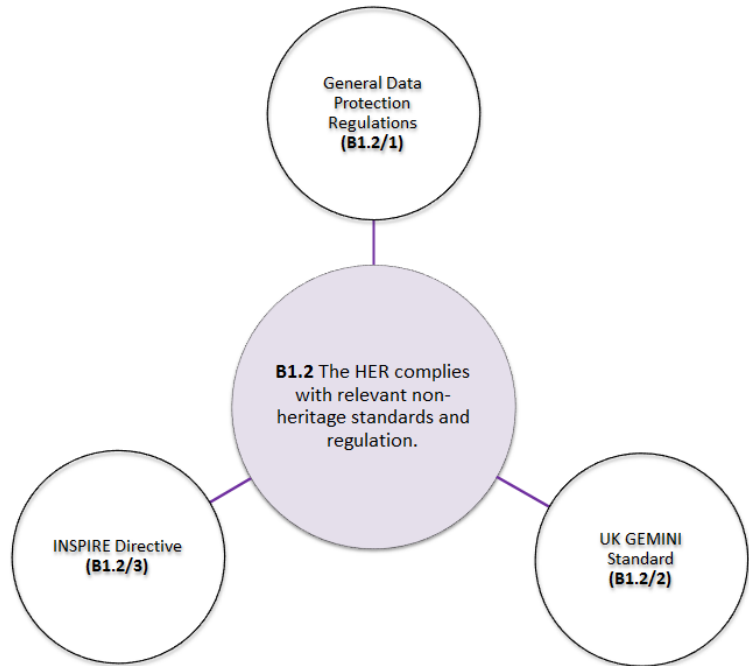 General Data
Protection
Regulations
(B1.2/1)
B1.2 The HER complies
with relevant non-
heritage standards and
regulation.
INSPIRE Directive
(B1.2/3)
UK GEMINI
Standard
(B1.2/2)